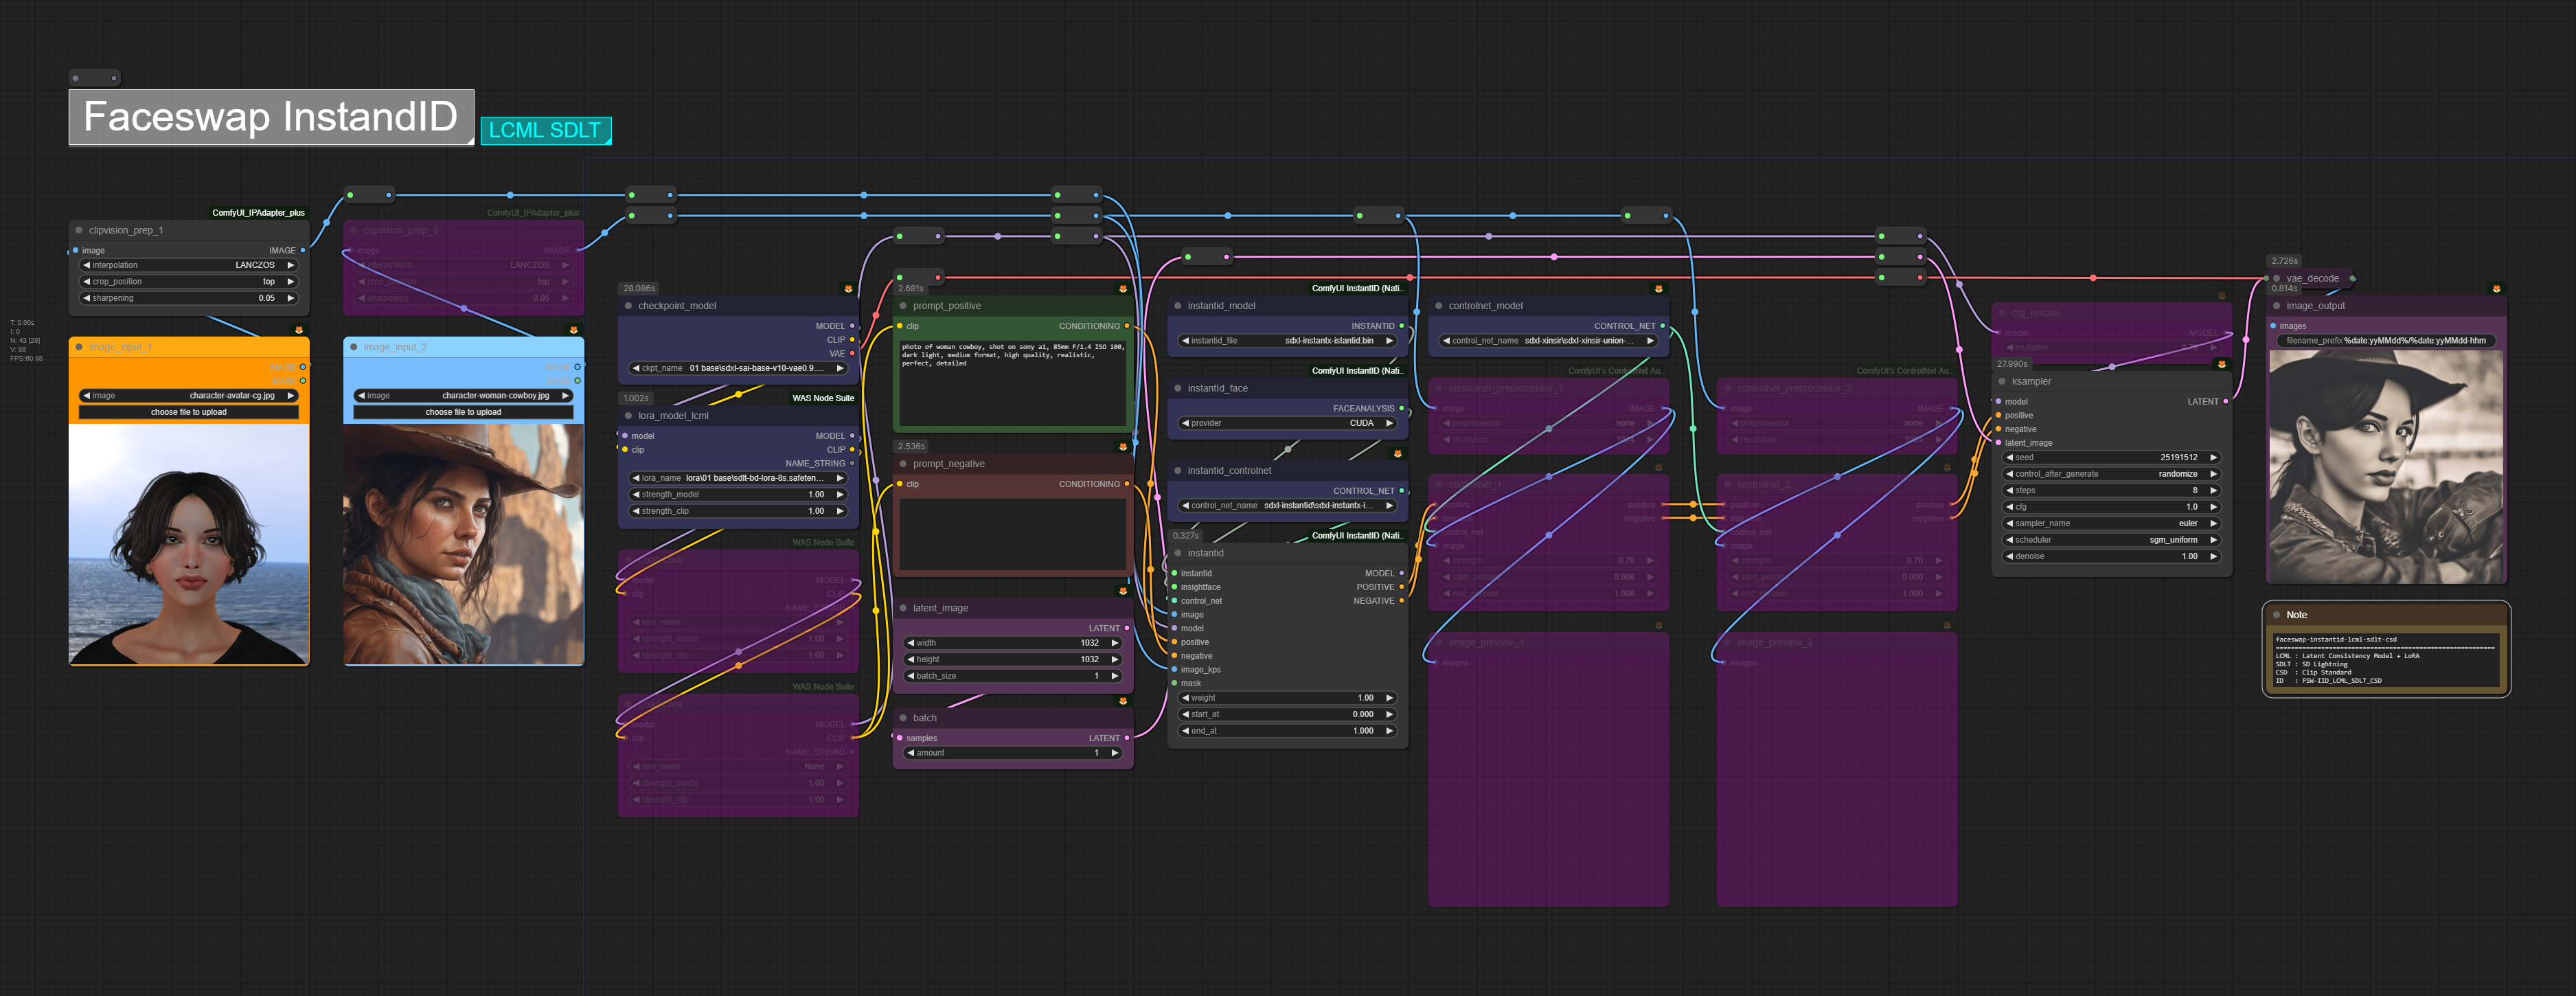 Faceswap InstandID
LCML SDLT
ComfyUI_IPAdapter_plus
clipvision_prep_1
image
IMAGE
interpolation LANCZOS
crop_position top
sharpening 0.05
ComfyUI_IPAdapter_plus
clipvision_prep_2
image
IMAGE
interpolation LANCZOS
crop_position top
sharpening 0.05
T: 0.00s
I: 0
N: 43 [28]
V: 89
FPS:60.98
image_input_1
image character-avatar-cg.jpg
choose file to upload
image_input_2
image character-woman-cowboy.jpg
choose file to upload
28.086s
checkpoint_model
MODEL
CLIP
VAE
ckpt_name 01 base\sdxl-sai-base-v10-vae0.9....
1.002s
WAS Node Suite
lora_model_lcml
model MODEL
clip CLIP
NAME_STRING
lora_name lora\01 base\sdlt-bd-lora-8s.safeten...
strength_model 1.00
strength_clip 1.00
WAS Node Suite
model MODEL
clip CLIP
NAME_STRING
lora_name
strength_model 1.00
strength_clip 1.00
WAS Node Suite
model MODEL
clip CLIP
NAME_STRING
lora_name None
strength_model 1.00
strength_clip 1.00
2.681s
prompt_positive
clip CONDITIONING
photo of woman cowboy, shot on sony a1, 85mm F/1.4 ISO 100,
dark light, medium format, high quality, realistic,
perfect, detailed
2.536s
prompt_negative
clip CONDITIONING
latent_image
LATENT
width 1032
height 1032
batch_size 1
batch
samples LATENT
amount 1
ComfyUI InstantID (Nati..
instantid_model
INSTANTID
instantid_file sdxl-instantx-istantid.bin
ComfyUI InstantID (Nati..
instantId_face
FACEANALYSIS
provider CUDA
instantid_controlnet
CONTROL_NET
control_net_name sdxl-instantid\sdxl-instantx-i...
0.327s
ComfyUI InstantID (Nati..
instantid
instantid MODEL
insightface POSITIVE
control_net NEGATIVE
image
model
positive
negative
image_kps
mask
weight 1.00
start_at 0.000
end_at 1.000
controlnet_model
CONTROL_NET
control_net_name sdxl-xinsir\sdxl-xinsir-union-...
ComfyUI's ControlNet Au..
controlnet_preprocessor_1
image IMAGE
preprocessor none
resolution
controlnet_1
positive
negative
control_net
image
strength 0.70
start_percent 0.000
end_percent 1.000
image_preview_1
images
ComfyUI's ControlNet Au..
controlnet_preprocessor_2
image IMAGE
preprocessor none
resolution
controlnet_2
positive
negative
control_net
image
strength 0.70
start_percent 0.000
end_percent 1.000
image_preview_2
images
cfg_rescale
model MODEL
multiplier 0.70
27.990s
ksampler
model LATENT
positive
negative
latent_image
seed 25191512
control_after_generate randomize
steps 8
cfg 1.0
sampler_name euler
scheduler sgm_uniform
denoise 1.00
2.726s
vae_decode
0.814s
image_output
images
filename_prefix %date:yyMMdd%/%date:yyMMdd-hhm
Note
faceswap-instantid-lcml-sdlt-csd
LCML : Latent Consistency Model + LoRA
SDLT : SD Lightning
CSD : Clip Standard
ID : FSW-IID_LCML_SDLT_CSD